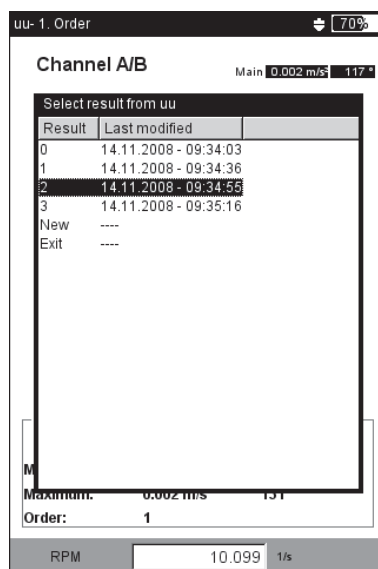 uu- 1. Order 70%
Channel A/B
Main 0.002 m/s² 117 °
Select result from uu
Result Last modified
0 14.11.2008 - 09:34:03
1 14.11.2008 - 09:34:36
2 14.11.2008 - 09:34:55
3 14.11.2008 - 09:35:16
New ----
Exit ----
M
Maximum: 0.002 m/s 151
Order: 1
RPM 10.099 1/s